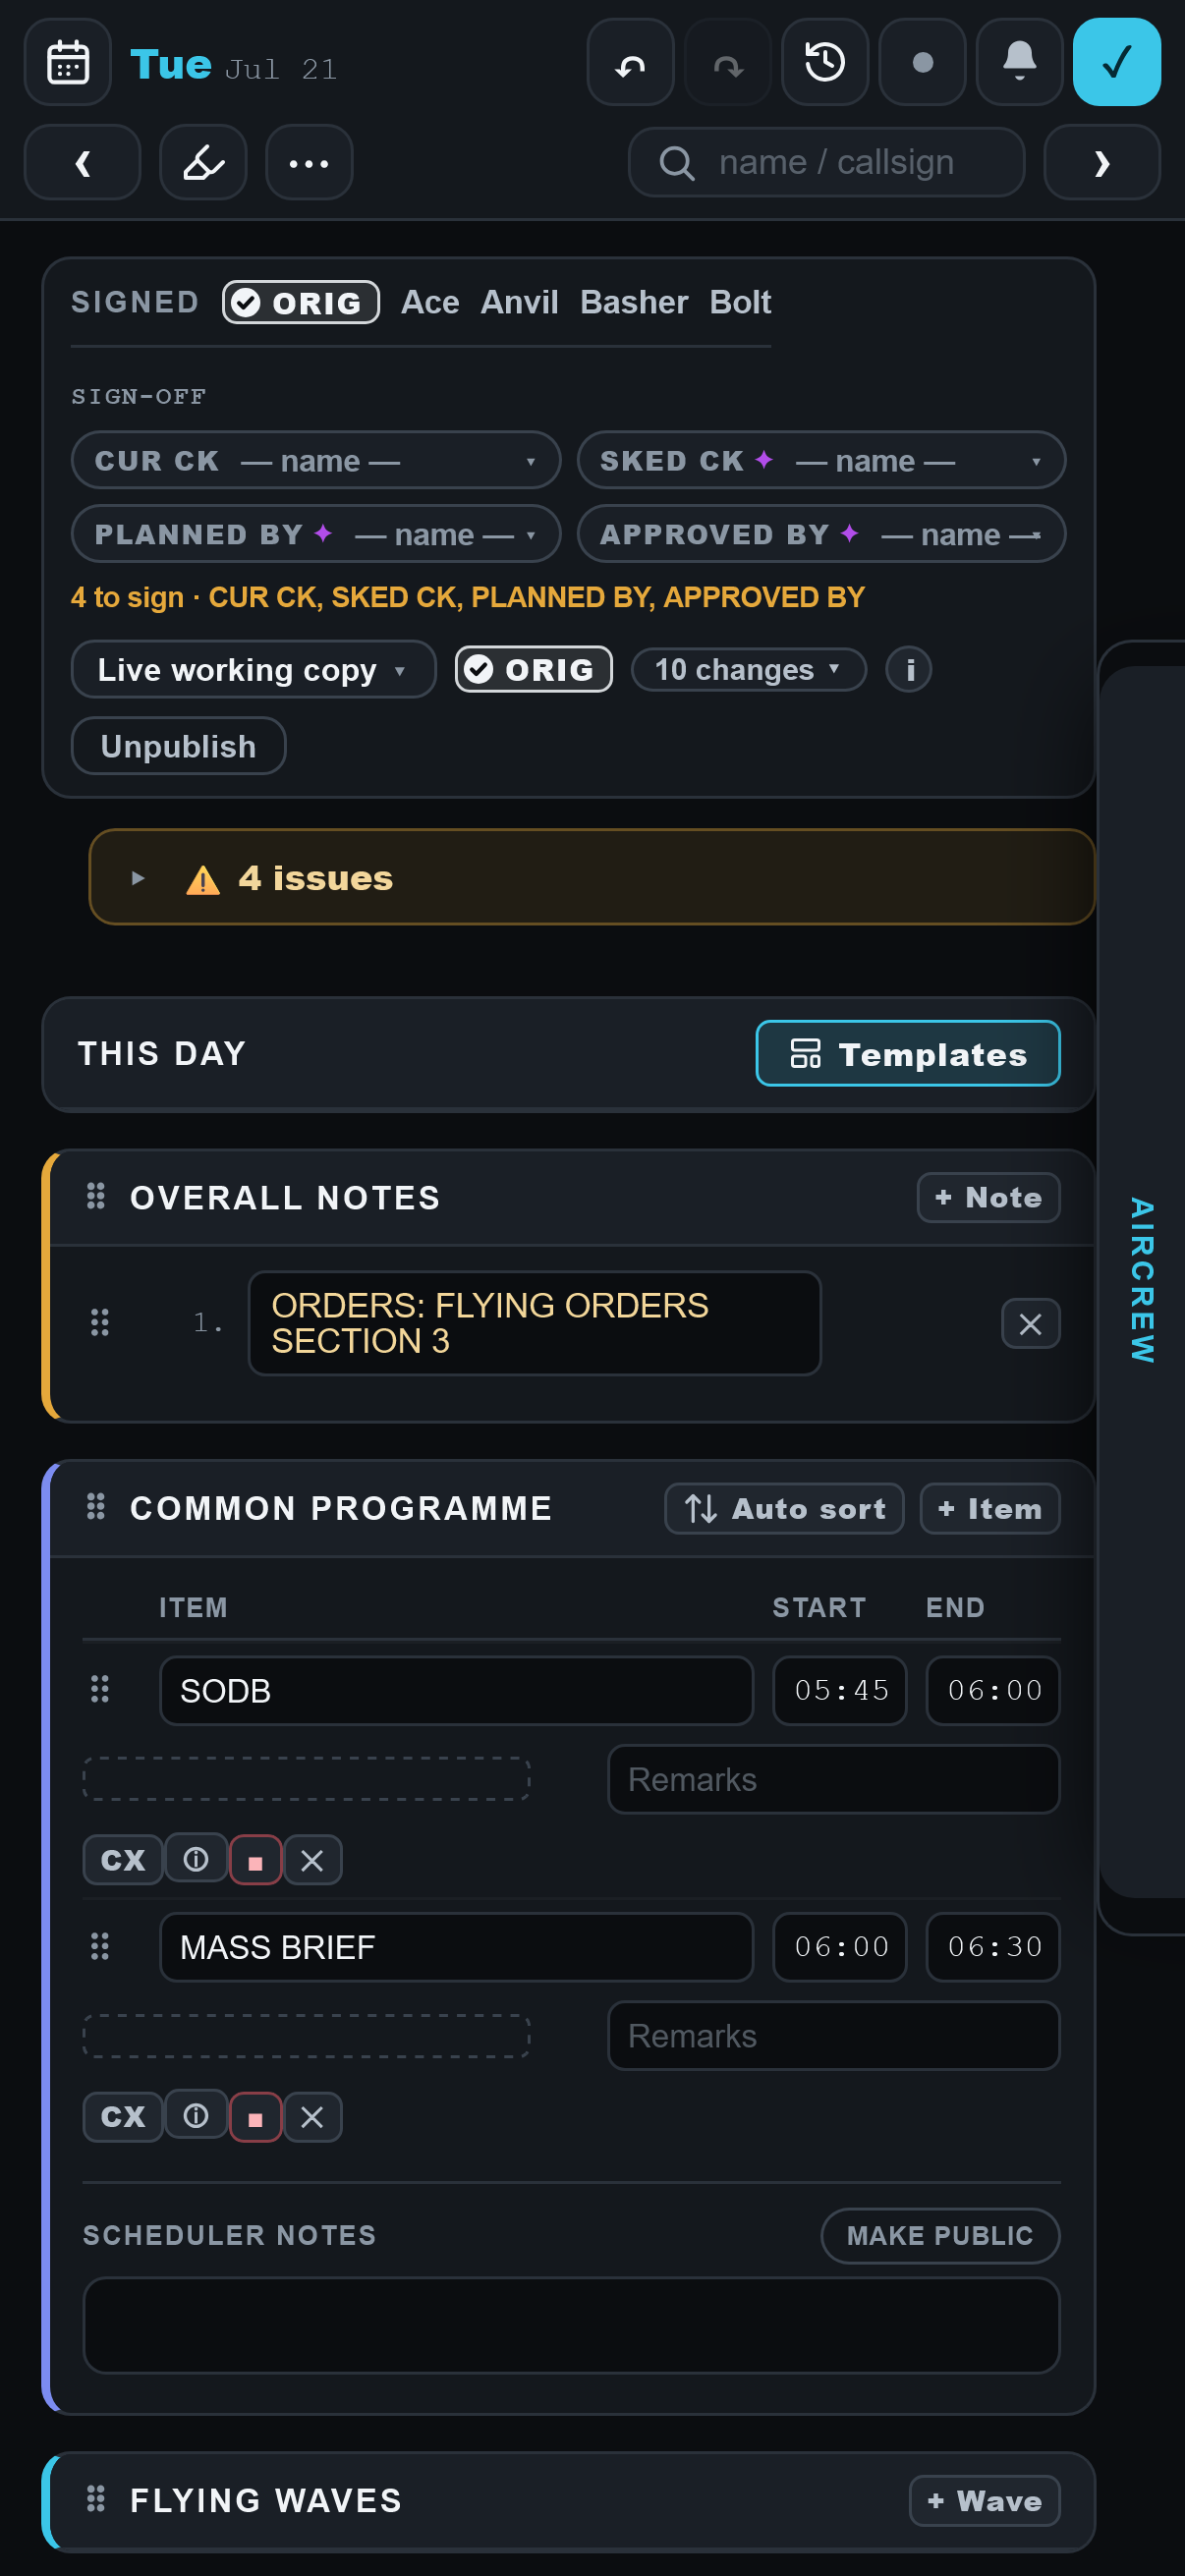 Tue Jul 21
name / callsign
SIGNED ORIG Ace Anvil Basher Bolt
SIGN-OFF
CUR CK — name —
SKED CK — name —
PLANNED BY — name —
APPROVED BY — name —
4 to sign · CUR CK, SKED CK, PLANNED BY, APPROVED BY
Live working copy ORIG 10 changes i
Unpublish
4 issues
THIS DAY Templates
OVERALL NOTES + Note
1. ORDERS: FLYING ORDERS
SECTION 3
AIRCREW
COMMON PROGRAMME Auto sort + Item
ITEM START END
SODB 05:45 06:00
Remarks
CX
MASS BRIEF 06:00 06:30
Remarks
CX
SCHEDULER NOTES MAKE PUBLIC
FLYING WAVES + Wave